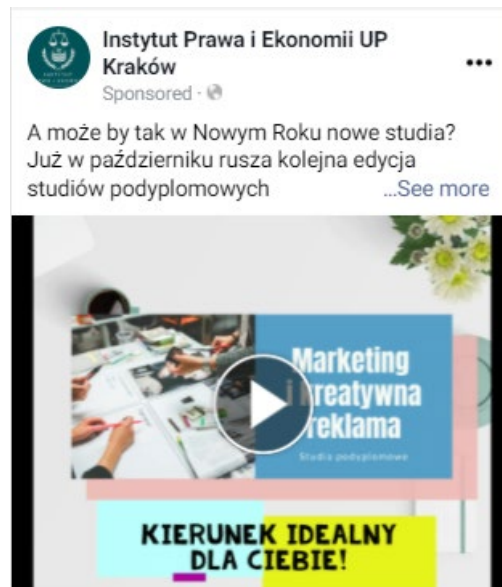 Instytut Prawa i Ekonomii UP
Kraków
Sponsored ·
A może by tak w Nowym Roku nowe studia?
Już w październiku rusza kolejna edycja
studiów podyplomowych ...See more
Marketing
i kreatywna
reklama
Studia podyplomowe
KIERUNEK IDEALNY
DLA CIEBIE!